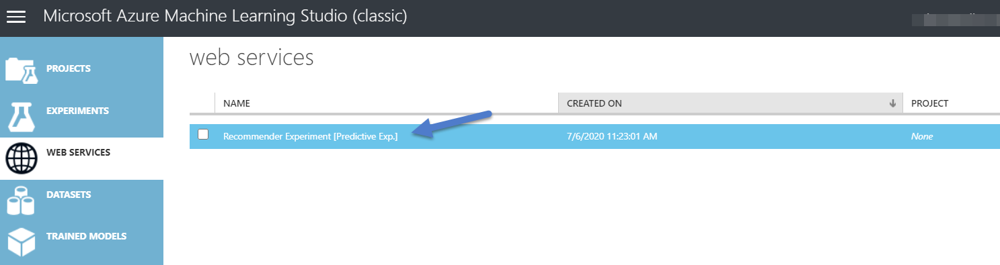 Microsoft Azure Machine Learning Studio (classic)
PROJECTS
EXPERIMENTS
WEB SERVICES
DATASETS
TRAINED MODELS
web services
NAME CREATED ON PROJECT
Recommender Experiment [Predictive Exp.] 7/6/2020 11:23:01 AM None